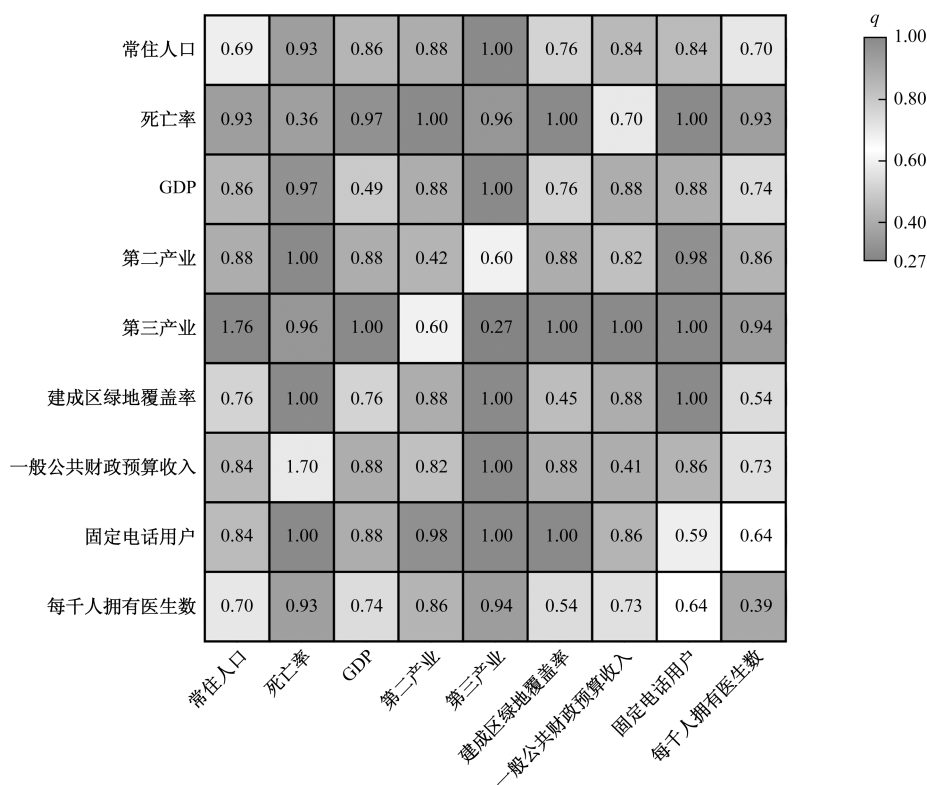 q
常住人口 0.69 0.93 0.86 0.88 1.00 0.76 0.84 0.84 0.70
死亡率 0.93 0.36 0.97 1.00 0.96 1.00 0.70 1.00 0.93
GDP 0.86 0.97 0.49 0.88 1.00 0.76 0.88 0.88 0.74
第二产业 0.88 1.00 0.88 0.42 0.60 0.88 0.82 0.98 0.86
第三产业 1.76 0.96 1.00 0.60 0.27 1.00 1.00 1.00 0.94
建成区绿地覆盖率 0.76 1.00 0.76 0.88 1.00 0.45 0.88 1.00 0.54
一般公共财政预算收入 0.84 1.70 0.88 0.82 1.00 0.88 0.41 0.86 0.73
固定电话用户 0.84 1.00 0.88 0.98 1.00 1.00 0.86 0.59 0.64
每千人拥有医生数 0.70 0.93 0.74 0.86 0.94 0.54 0.73 0.64 0.39
常住人口
死亡率
GDP
第二产业
第三产业
建成区绿地覆盖率
一般公共财政预算收入
固定电话用户
每千人拥有医生数
1.00
0.80
0.60
0.40
0.27